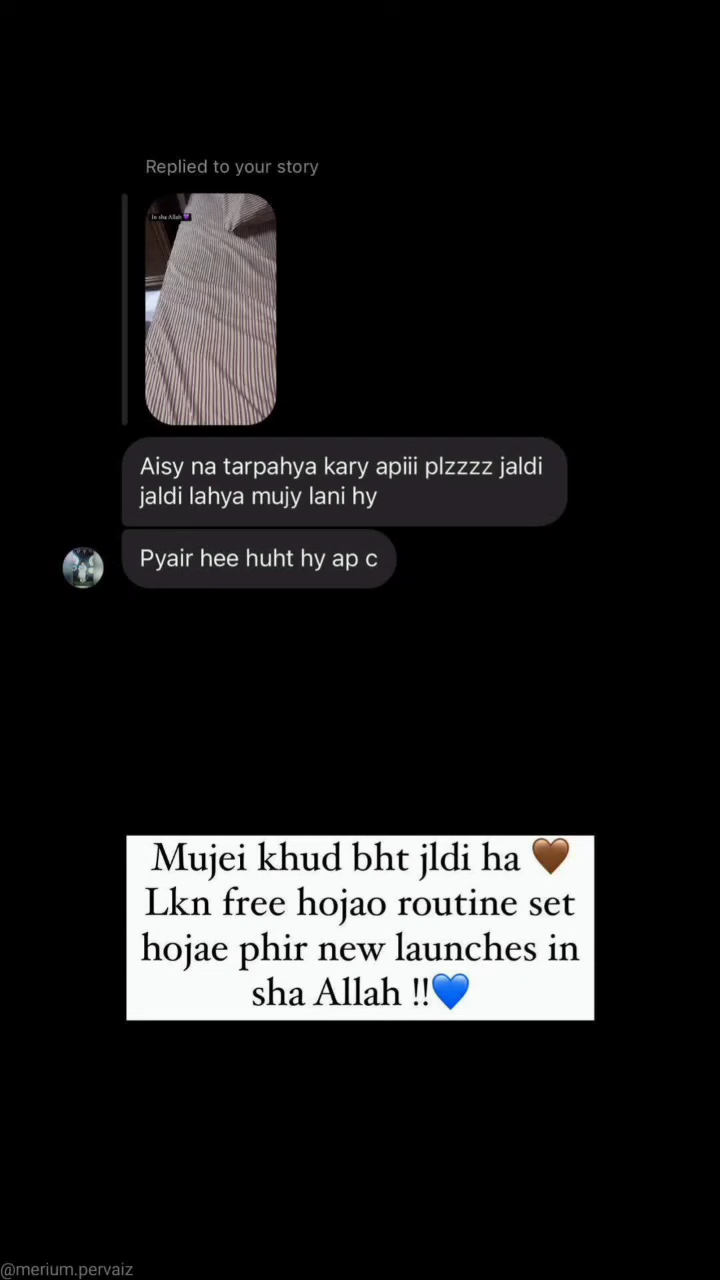 Replied to your story
In sha Allah 💜
Aisy na tarpahya kary apiii plzzzz jaldi
jaldi lahya mujy lani hy
Pyair hee huht hy ap c
Mujei khud bht jldi ha 🤎
Lkn free hojao routine set
hojae phir new launches in
sha Allah !!💙
@merium.pervaiz